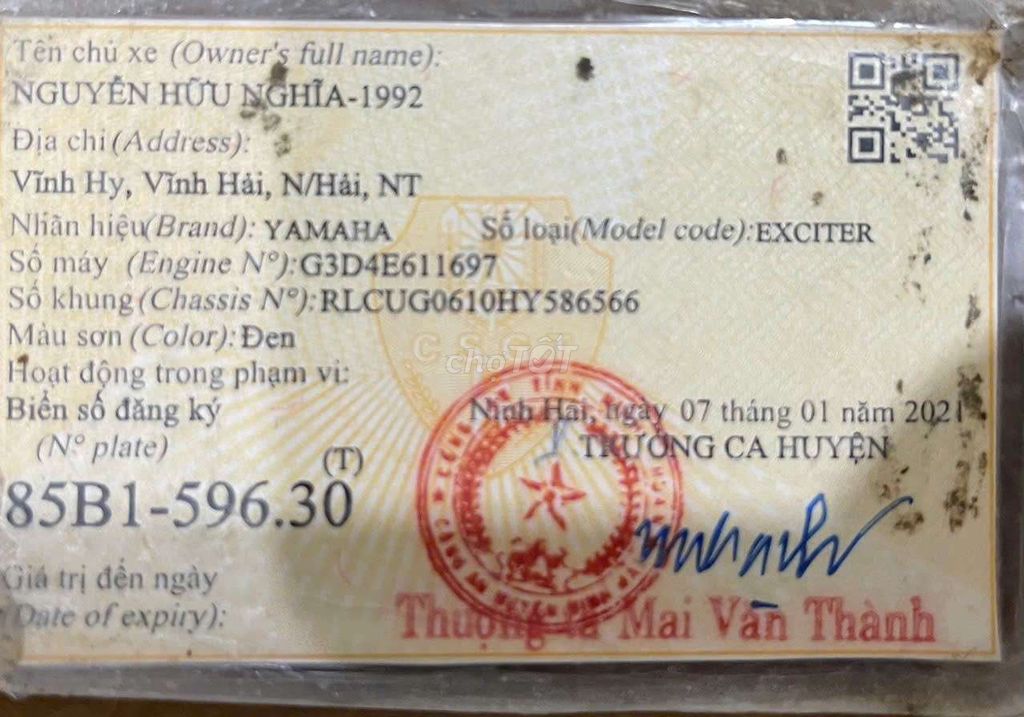 Tên chủ xe (Owner's full name):
NGUYỄN HỮU NGHĨA-1992
Địa chỉ (Address):
Vĩnh Hy, Vĩnh Hải, N/Hải, NT
Nhãn hiệu(Brand): YAMAHA Số loại(Model code):EXCITER
Số máy (Engine N°):G3D4E611697
Số khung (Chassis N°):RLCUG0610HY586566
Màu sơn (Color):Đen
CSGT
choTỐT
Hoạt động trong phạm vi:
Biển số đăng ký Ninh Hải, ngày 07 tháng 01 năm 2021
(N° plate) TRƯỞNG CA HUYỆN
(T)
85B1-596.30
Giá trị đến ngày
(Date of expiry):
Thượng tá Mai Văn Thành